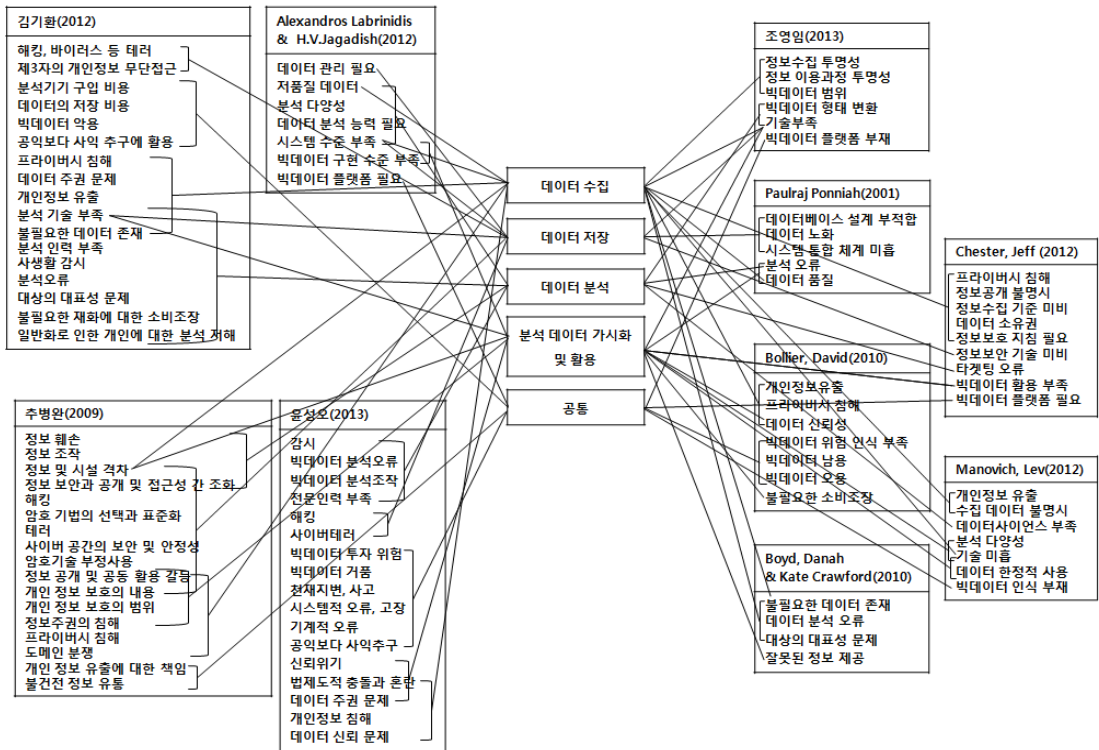 김기환(2012)
해킹, 바이러스 등 테러
제3자의 개인정보 무단접근
분석기기 구입 비용
데이터의 저장 비용
빅데이터 악용
공익보다 사익 추구에 활용
프라이버시 침해
데이터 주권 문제
개인정보 유출
분석 기술 부족
불필요한 데이터 존재
분석 인력 부족
사생활 감시
분석오류
대상의 대표성 문제
불필요한 재화에 대한 소비조장
일반화로 인한 개인에 대한 분석 저해
Alexandros Labrinidis
& H.V.Jagadish(2012)
데이터 관리 필요
저품질 데이터
분석 다양성
데이터 분석 능력 필요
시스템 수준 부족
빅데이터 구현 수준 부족
빅데이터 플랫폼 필요
추병완(2009)
정보 훼손
정보 조작
정보 및 시설 격차
정보 보안과 공개 및 접근성 간 조화
해킹
암호 기법의 선택과 표준화
테러
사이버 공간의 보안 및 안정성
암호기술 부정사용
정보 공개 및 공동 활용 갈등
개인 정보 보호의 내용
개인 정보 보호의 범위
정보주권의 침해
프라이버시 침해
도메인 분쟁
개인 정보 유출에 대한 책임
불건전 정보 유통
윤성오(2013)
감시
빅데이터 분석오류
빅데이터 분석조작
전문인력 부족
해킹
사이버테러
빅데이터 투자 위험
빅데이터 거품
천재지변, 사고
시스템적 오류, 고장
기계적 오류
공익보다 사익추구
신뢰위기
법제도적 충돌과 혼란
데이터 주권 문제
개인정보 침해
데이터 신뢰 문제
데이터 수집
데이터 저장
데이터 분석
분석 데이터 가시화
및 활용
공통
조영임(2013)
정보수집 투명성
정보 이용과정 투명성
빅데이터 범위
빅데이터 형태 변환
기술부족
빅데이터 플랫폼 부재
Paulraj Ponniah(2001)
데이터베이스 설계 부적합
데이터 노화
시스템 통합 체계 미흡
분석 오류
데이터 품질
Bollier, David(2010)
개인정보유출
프라이버시 침해
데이터 신뢰성
빅데이터 위험 인식 부족
빅데이터 남용
빅데이터 오용
불필요한 소비조장
Boyd, Danah
& Kate Crawford(2010)
불필요한 데이터 존재
데이터 분석 오류
대상의 대표성 문제
잘못된 정보 제공
Chester, Jeff (2012)
프라이버시 침해
정보공개 불명시
정보수집 기준 미비
데이터 소유권
정보보호 지침 필요
정보보안 기술 미비
타겟팅 오류
빅데이터 활용 부족
빅데이터 플랫폼 필요
Manovich, Lev(2012)
개인정보 유출
수집 데이터 불명시
데이터사이언스 부족
분석 다양성
기술 미흡
데이터 한정적 사용
빅데이터 인식 부재